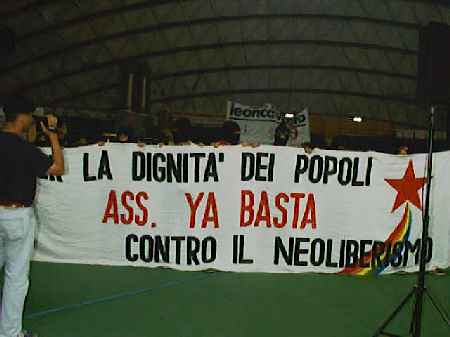 LA DIGNITA' DEI POPOLI
ASS. YA BASTA
CONTRO IL NEOLIBERISMO